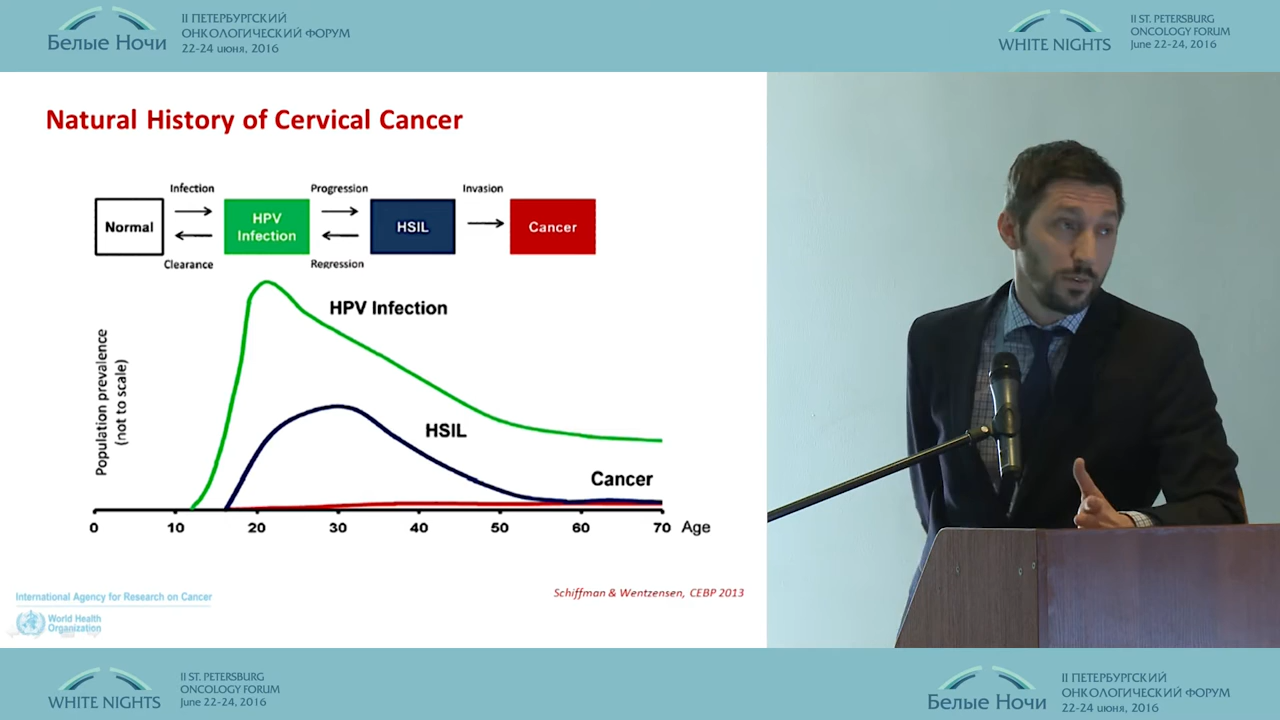 Белые Ночи
II ПЕТЕРБУРГСКИЙ
ОНКОЛОГИЧЕСКИЙ ФОРУМ
22-24 июня, 2016
WHITE NIGHTS
II ST. PETERSBURG
ONCOLOGY FORUM
June 22-24, 2016
Natural History of Cervical Cancer
Infection
Progression
Invasion
Normal
HPV
Infection
HSIL
Cancer
Clearance
Regression
HPV Infection
HSIL
Cancer
Population prevalence
(not to scale)
0 10 20 30 40 50 60 70 Age
Schiffman & Wentzensen, CEBP 2013
International Agency for Research on Cancer
World Health
Organization
WHITE NIGHTS
II ST. PETERSBURG
ONCOLOGY FORUM
June 22-24, 2016
Белые Ночи
II ПЕТЕРБУРГСКИЙ
ОНКОЛОГИЧЕСКИЙ ФОРУМ
22-24 июня, 2016